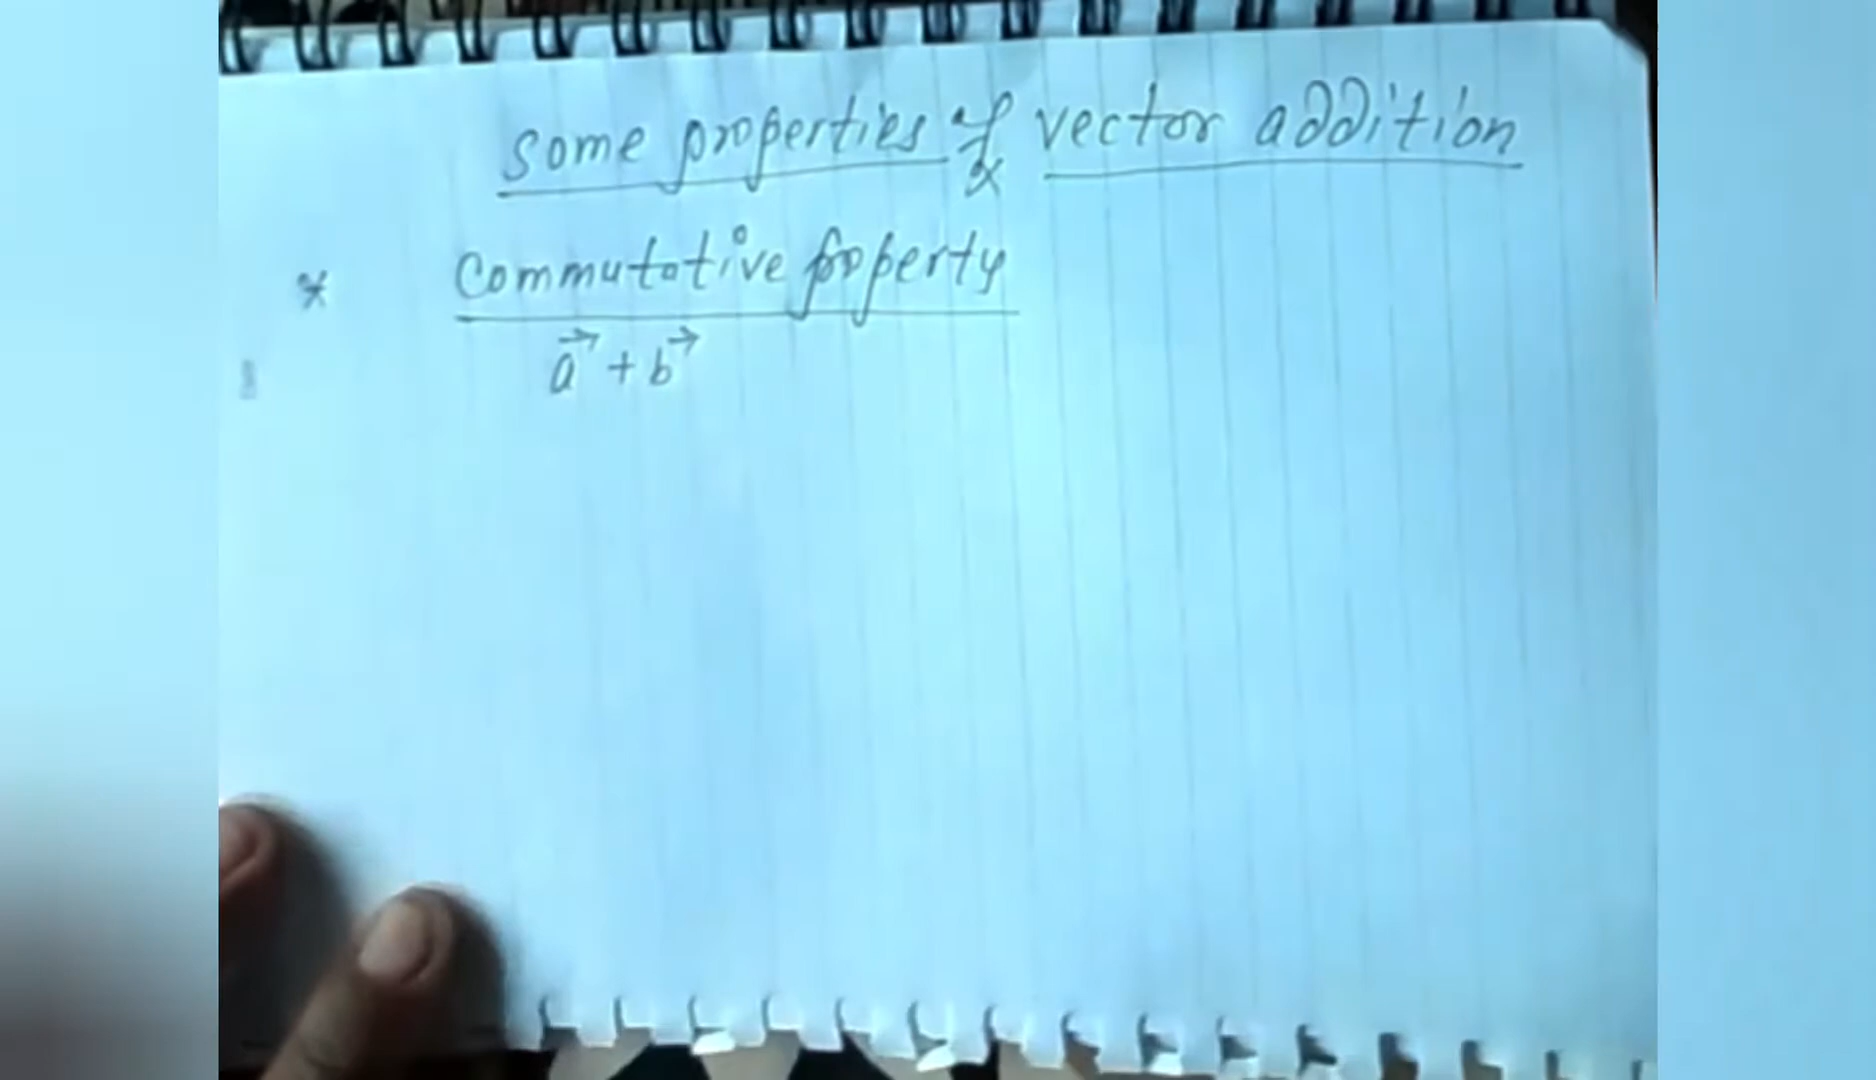 some properties of vector addition
* Commutative property
a⃗ + b⃗